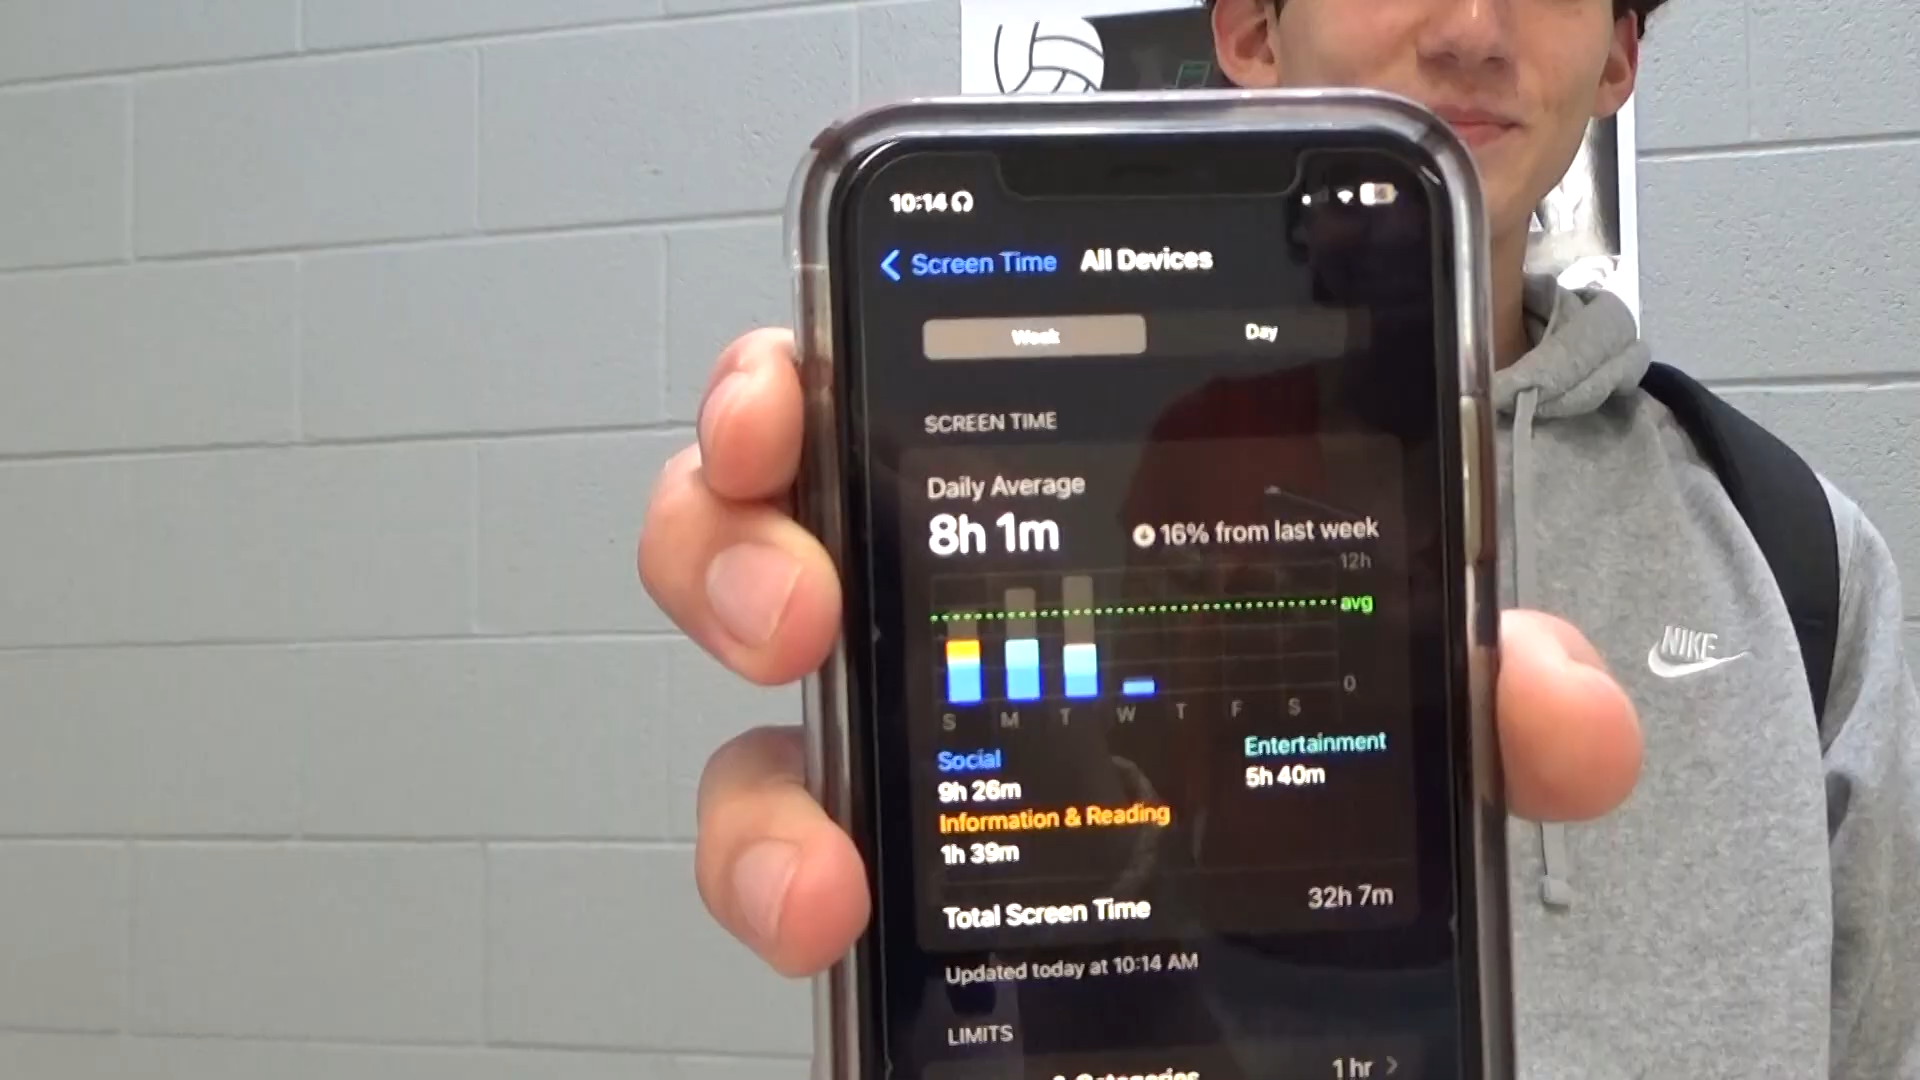 10:14
Screen Time All Devices
Week Day
SCREEN TIME
Daily Average
8h 1m 16% from last week
12h
avg
0
S M T W T F S
Social Entertainment
9h 26m 5h 40m
Information & Reading
1h 39m
Total Screen Time 32h 7m
Updated today at 10:14 AM
LIMITS
& Categories 1 hr
NIKE